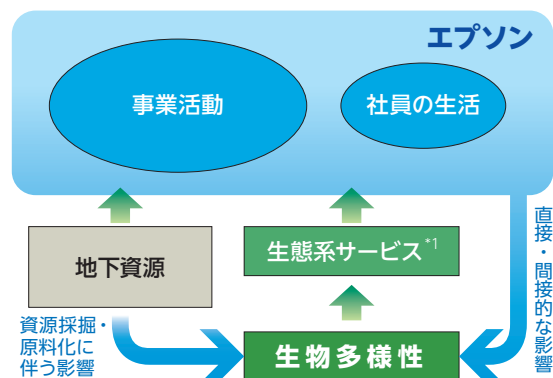 エプソン
事業活動
社員の生活
地下資源
生態系サービス*1
直接・間接的な影響
資源採掘・
原料化に
伴う影響
生物多様性